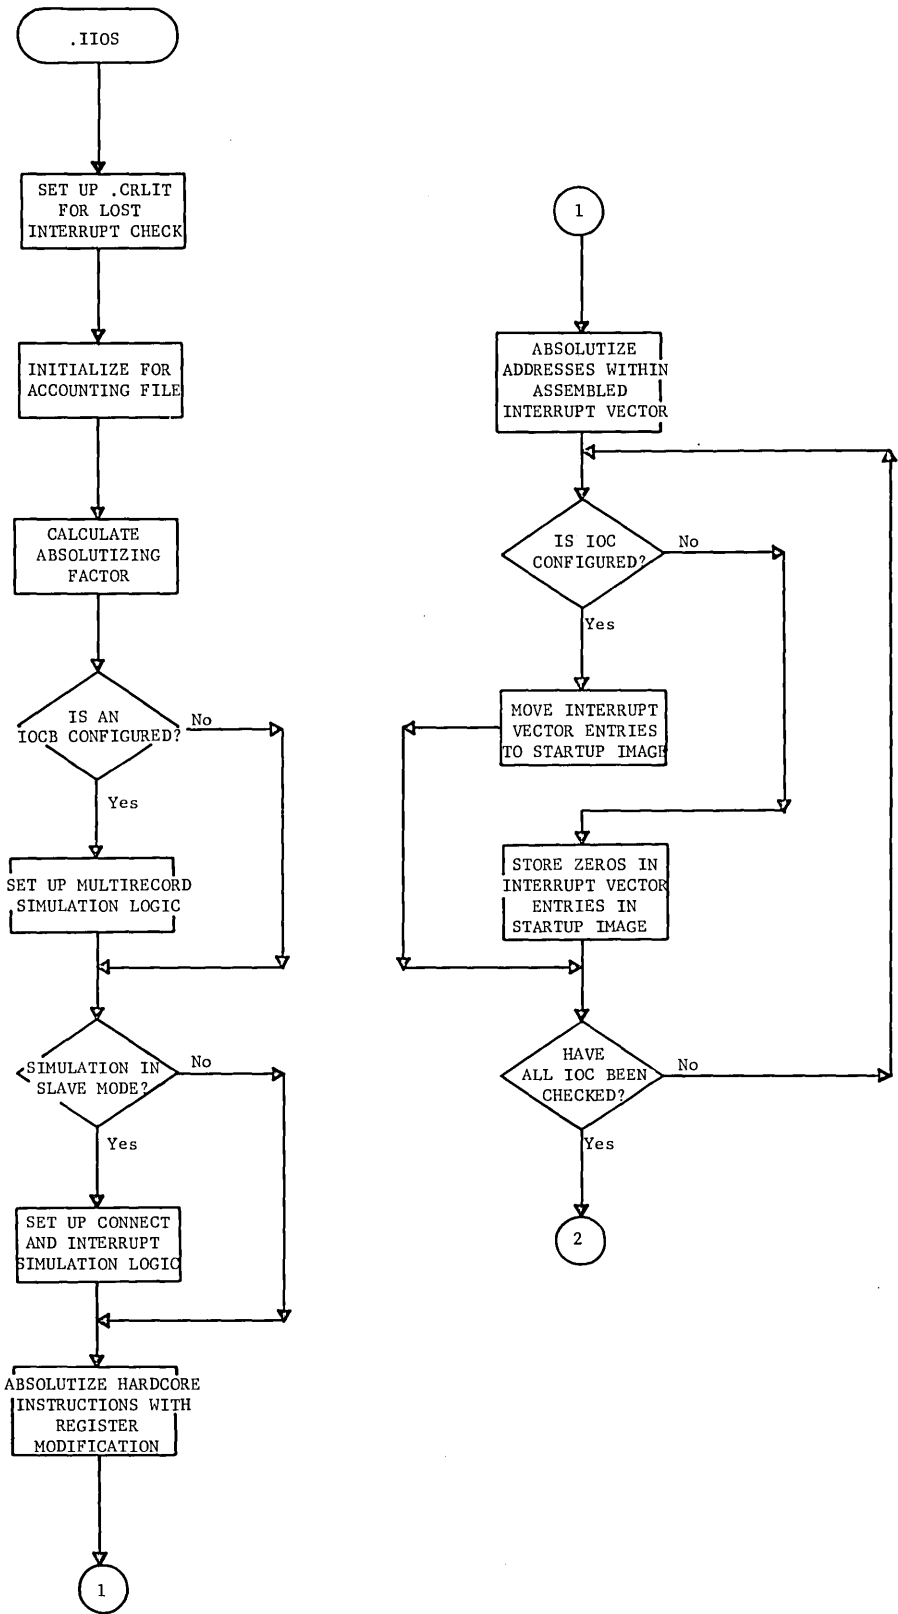 .IIOS
SET UP .CRLIT
FOR LOST
INTERRUPT CHECK
INITIALIZE FOR
ACCOUNTING FILE
CALCULATE
ABSOLUTIZING
FACTOR
IS AN
IOCB CONFIGURED?
No
Yes
SET UP MULTIRECORD
SIMULATION LOGIC
SIMULATION IN
SLAVE MODE?
No
Yes
SET UP CONNECT
AND INTERRUPT
SIMULATION LOGIC
ABSOLUTIZE HARDCORE
INSTRUCTIONS WITH
REGISTER
MODIFICATION
1
1
ABSOLUTIZE
ADDRESSES WITHIN
ASSEMBLED
INTERRUPT VECTOR
IS IOC
CONFIGURED?
No
Yes
MOVE INTERRUPT
VECTOR ENTRIES
TO STARTUP IMAGE
STORE ZEROS IN
INTERRUPT VECTOR
ENTRIES IN
STARTUP IMAGE
HAVE
ALL IOC BEEN
CHECKED?
No
Yes
2